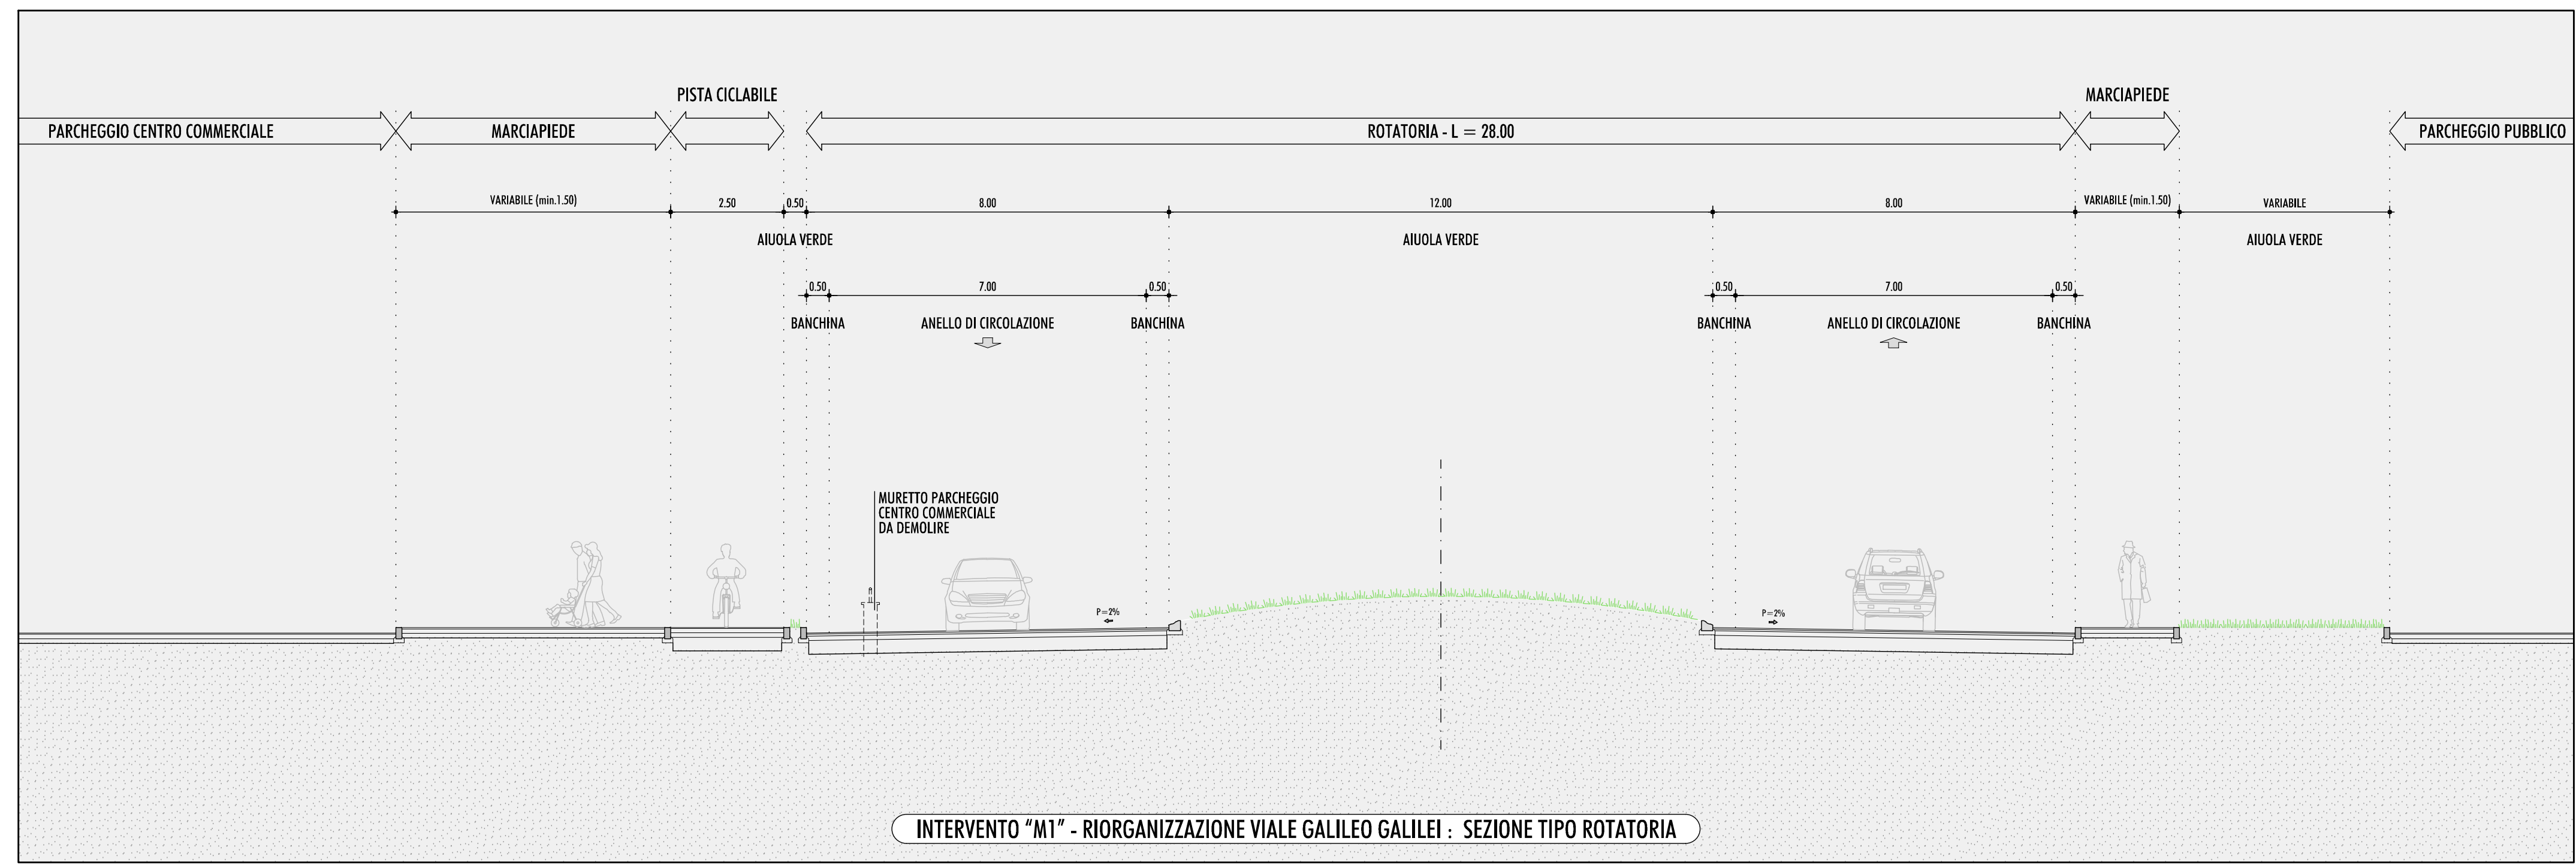 PISTA CICLABILE
MARCIAPIEDE
PARCHEGGIO CENTRO COMMERCIALE
MARCIAPIEDE
ROTATORIA - L = 28.00
PARCHEGGIO PUBBLICO
VARIABILE (min.1.50)
2.50
0.50
8.00
12.00
8.00
VARIABILE (min.1.50)
VARIABILE
AIUOLA VERDE
AIUOLA VERDE
AIUOLA VERDE
0.50
7.00
0.50
0.50
7.00
0.50
BANCHINA
ANELLO DI CIRCOLAZIONE
BANCHINA
BANCHINA
ANELLO DI CIRCOLAZIONE
BANCHINA
MURETTO PARCHEGGIO
CENTRO COMMERCIALE
DA DEMOLIRE
P=2%
P=2%
INTERVENTO "M1" - RIORGANIZZAZIONE VIALE GALILEO GALILEI : SEZIONE TIPO ROTATORIA